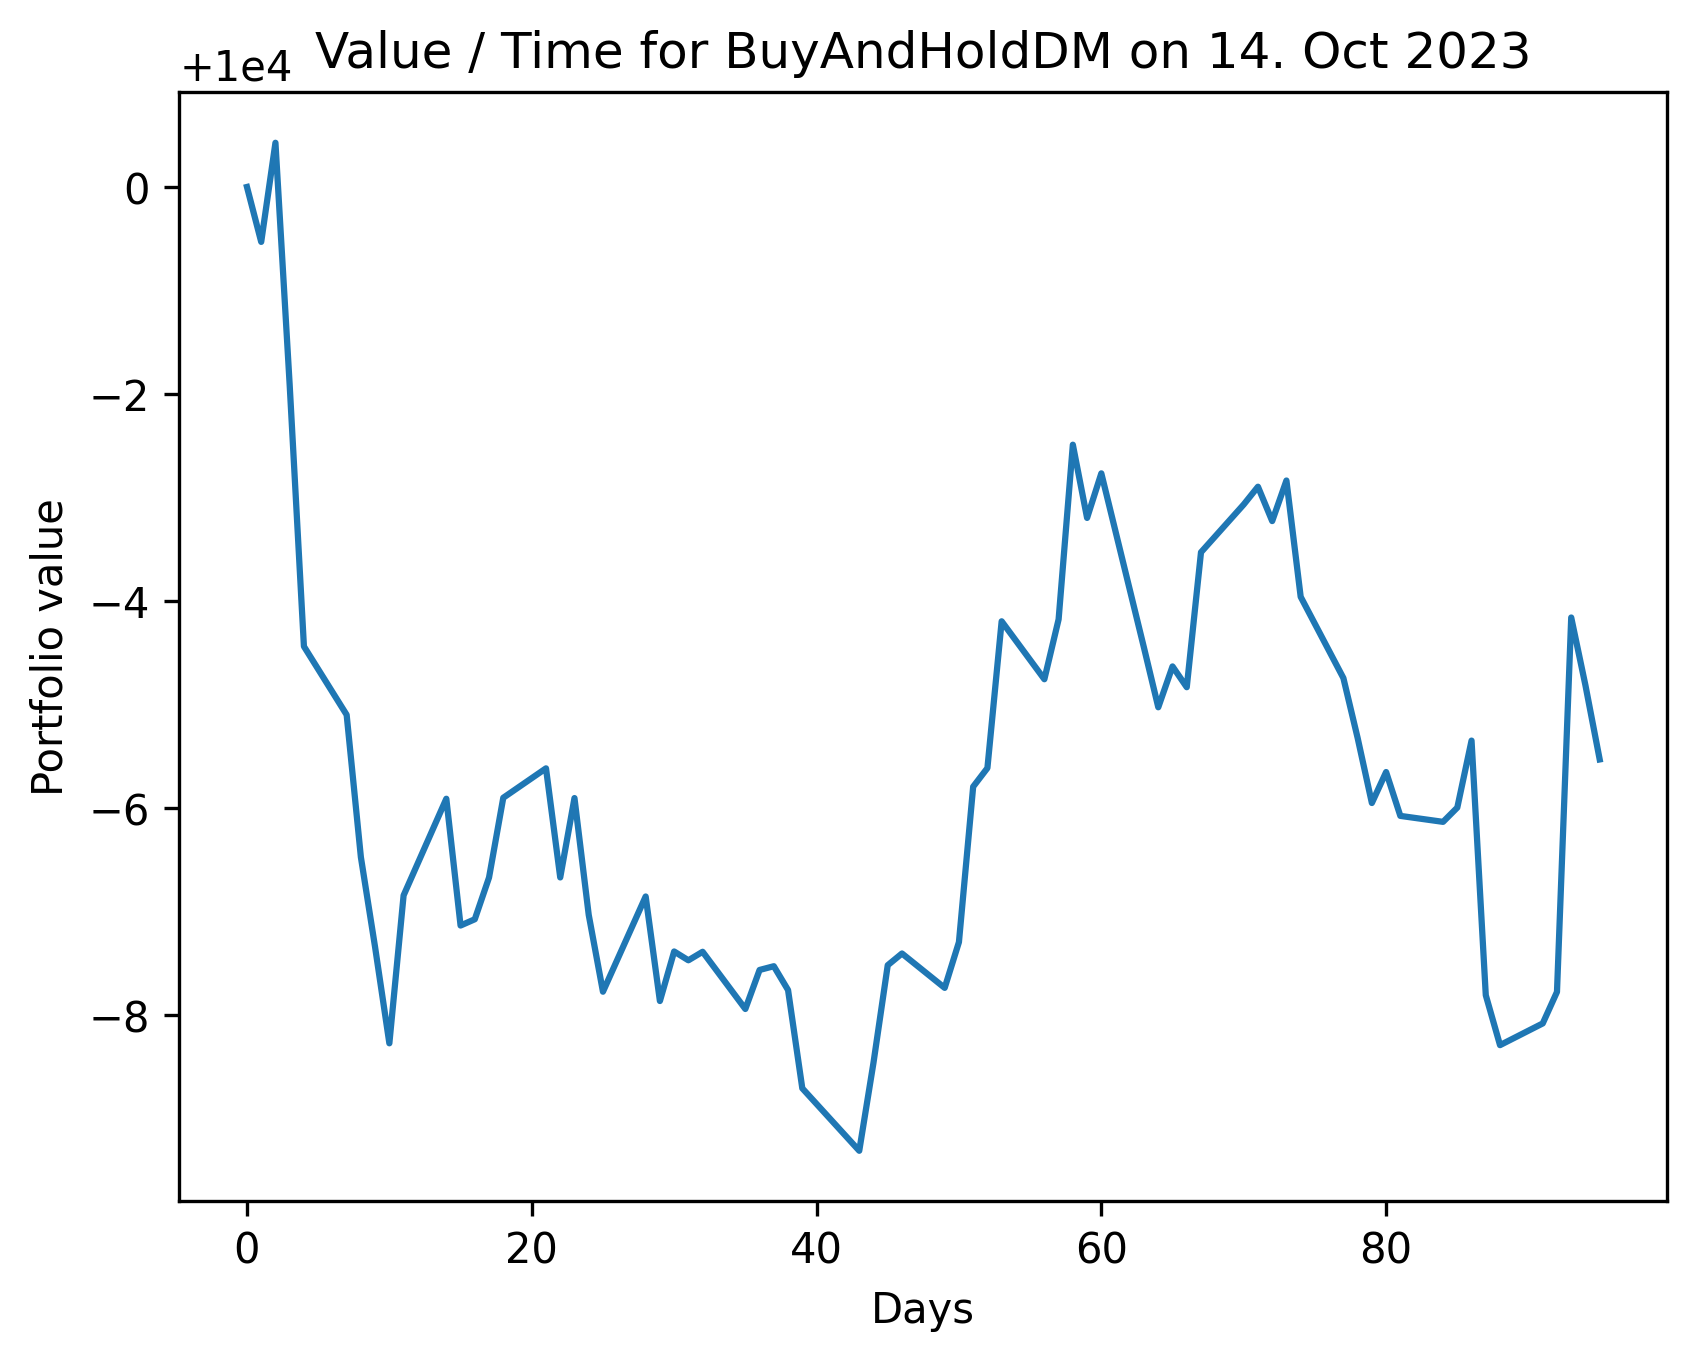 Value / Time for BuyAndHoldDM on 14. Oct 2023
+1e4
0
−2
−4
−6
−8
Portfolio value
0 20 40 60 80
Days